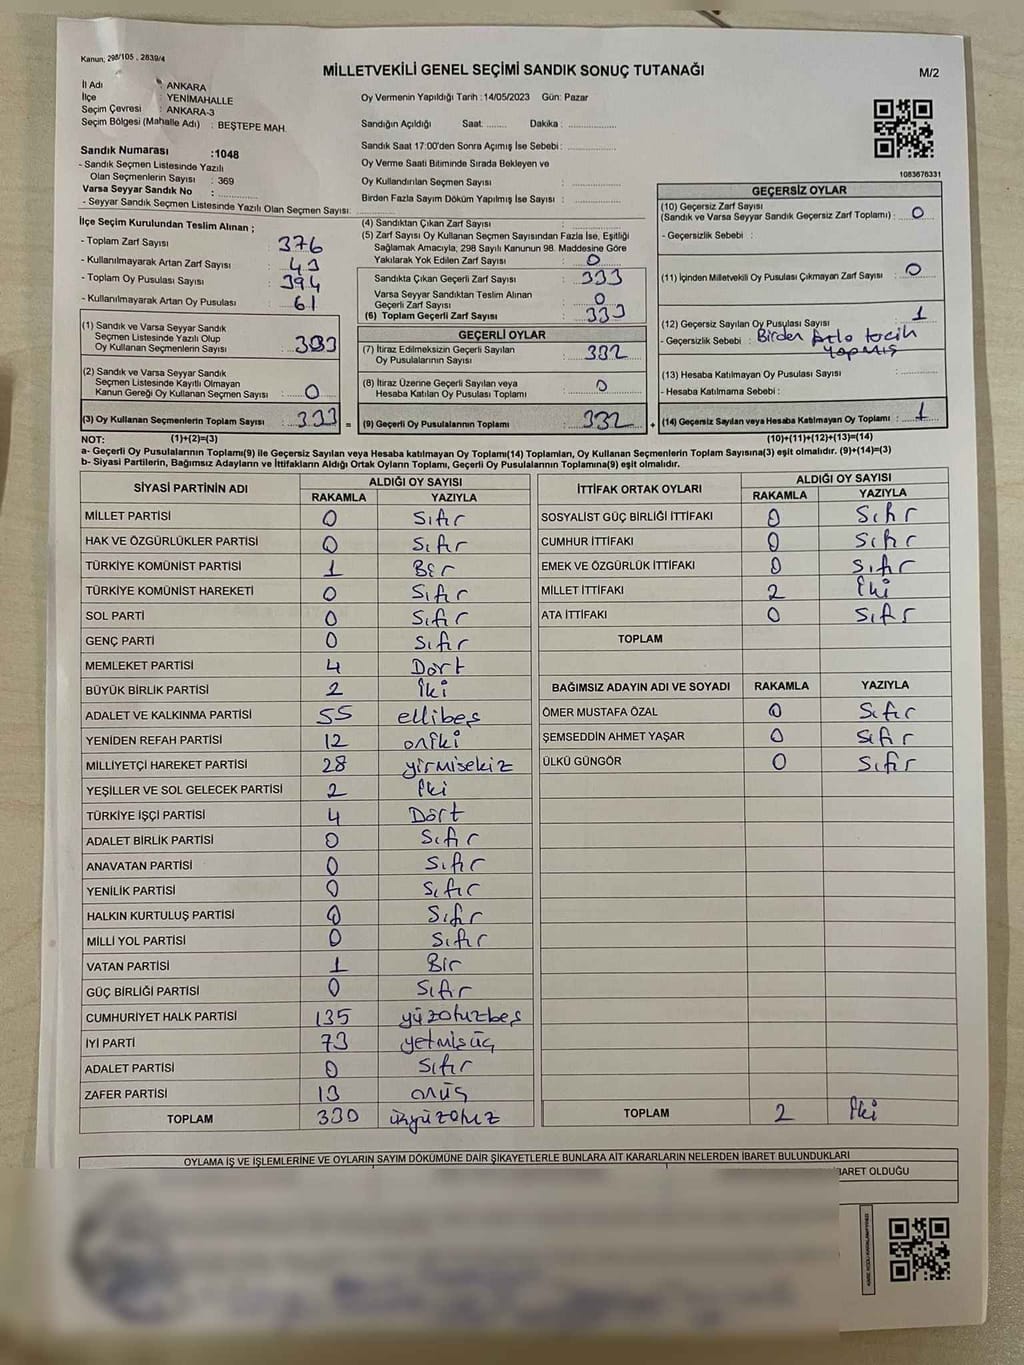 Kanun, 298/105 , 2839/4
MİLLETVEKİLİ GENEL SEÇİMİ SANDIK SONUÇ TUTANAĞI
M/2
İl Adı : ANKARA
İlçe : YENİMAHALLE
Seçim Çevresi : ANKARA-3
Seçim Bölgesi (Mahalle Adı) : BEŞTEPE MAH.
Sandık Numarası :1048
- Sandık Seçmen Listesinde Yazılı
Olan Seçmenlerin Sayısı : 369
Varsa Seyyar Sandık No :
- Seyyar Sandık Seçmen Listesinde Yazılı Olan Seçmen Sayısı:
Oy Vermenin Yapıldığı Tarih :14/05/2023 Gün: Pazar
Sandığın Açıldığı Saat......... Dakika : .................
Sandık Saat 17:00'den Sonra Açılmış İse Sebebi: .................
Oy Verme Saati Bitiminde Sırada Bekleyen ve
Oy Kullandırılan Seçmen Sayısı : .................
Birden Fazla Sayım Döküm Yapılmış İse Sayısı : .................
1083676331
İlçe Seçim Kurulundan Teslim Alınan ;
- Toplam Zarf Sayısı : 376
- Kullanılmayarak Artan Zarf Sayısı : 43
- Toplam Oy Pusulası Sayısı : 394
- Kullanılmayarak Artan Oy Pusulası : 61
(1) Sandık ve Varsa Seyyar Sandık
Seçmen Listesinde Yazılı Olup
Oy Kullanan Seçmenlerin Sayısı : 333
(2) Sandık ve Varsa Seyyar Sandık
Seçmen Listesinde Kayıtlı Olmayan
Kanun Gereği Oy Kullanan Seçmen Sayısı : 0
(3) Oy Kullanan Seçmenlerin Toplam Sayısı : 333 =
(4) Sandıktan Çıkan Zarf Sayısı : .................
(5) Zarf Sayısı Oy Kullanan Seçmen Sayısından Fazla İse, Eşitliği
Sağlamak Amacıyla, 298 Sayılı Kanunun 98. Maddesine Göre
Yakılarak Yok Edilen Zarf Sayısı : 0
Sandıkta Çıkan Geçerli Zarf Sayısı : 333
Varsa Seyyar Sandıktan Teslim Alınan
Geçerli Zarf Sayısı : 0
(6) Toplam Geçerli Zarf Sayısı : 333
GEÇERLİ OYLAR
(7) İtiraz Edilmeksizin Geçerli Sayılan
Oy Pusulalarının Sayısı : 332
(8) İtiraz Üzerine Geçerli Sayılan veya
Hesaba Katılan Oy Pusulası Toplamı : 0
(9) Geçerli Oy Pusulalarının Toplamı : 332 +
GEÇERSİZ OYLAR
(10) Geçersiz Zarf Sayısı
(Sandık ve Varsa Seyyar Sandık Geçersiz Zarf Toplamı) : 0
- Geçersizlik Sebebi :
(11) İçinden Milletvekili Oy Pusulası Çıkmayan Zarf Sayısı : 0
(12) Geçersiz Sayılan Oy Pusulası Sayısı : 1
- Geçersizlik Sebebi : Birden fazla tercih
yapmış
(13) Hesaba Katılmayan Oy Pusulası Sayısı : .................
- Hesaba Katılmama Sebebi :
(14) Geçersiz Sayılan veya Hesaba Katılmayan Oy Toplamı : 1
NOT: (1)+(2)=(3) (10)+(11)+(12)+(13)=(14)
a- Geçerli Oy Pusulalarının Toplamı(9) ile Geçersiz Sayılan veya Hesaba katılmayan Oy Toplamı(14) Toplamları, Oy Kullanan Seçmenlerin Toplam Sayısına(3) eşit olmalıdır. (9)+(14)=(3)
b- Siyasi Partilerin, Bağımsız Adayların ve İttifakların Aldığı Ortak Oyların Toplamı, Geçerli Oy Pusulalarının Toplamına(9) eşit olmalıdır.
SİYASİ PARTİNİN ADI ALDIĞI OY SAYISI
RAKAMLA YAZIYLA
MİLLET PARTİSİ 0 Sıfır
HAK VE ÖZGÜRLÜKLER PARTİSİ 0 Sıfır
TÜRKİYE KOMÜNİST PARTİSİ 1 Bir
TÜRKİYE KOMÜNİST HAREKETİ 0 Sıfır
SOL PARTİ 0 Sıfır
GENÇ PARTİ 0 Sıfır
MEMLEKET PARTİSİ 4 Dört
BÜYÜK BİRLİK PARTİSİ 2 İki
ADALET VE KALKINMA PARTİSİ 55 ellibeş
YENİDEN REFAH PARTİSİ 12 oniki
MİLLİYETÇİ HAREKET PARTİSİ 28 yirmisekiz
YEŞİLLER VE SOL GELECEK PARTİSİ 2 İki
TÜRKİYE İŞÇİ PARTİSİ 4 Dört
ADALET BİRLİK PARTİSİ 0 Sıfır
ANAVATAN PARTİSİ 0 Sıfır
YENİLİK PARTİSİ 0 Sıfır
HALKIN KURTULUŞ PARTİSİ 0 Sıfır
MİLLİ YOL PARTİSİ 0 Sıfır
VATAN PARTİSİ 1 Bir
GÜÇ BİRLİĞİ PARTİSİ 0 Sıfır
CUMHURİYET HALK PARTİSİ 135 yüzotuzbeş
İYİ PARTİ 73 yetmişüç
ADALET PARTİSİ 0 Sıfır
ZAFER PARTİSİ 13 onüç
TOPLAM 330 üçyüzotuz
İTTİFAK ORTAK OYLARI ALDIĞI OY SAYISI
RAKAMLA YAZIYLA
SOSYALİST GÜÇ BİRLİĞİ İTTİFAKI 0 Sıfır
CUMHUR İTTİFAKI 0 Sıfır
EMEK VE ÖZGÜRLÜK İTTİFAKI 0 Sıfır
MİLLET İTTİFAKI 2 İki
ATA İTTİFAKI 0 Sıfır
TOPLAM
BAĞIMSIZ ADAYIN ADI VE SOYADI RAKAMLA YAZIYLA
ÖMER MUSTAFA ÖZAL 0 Sıfır
ŞEMSEDDİN AHMET YAŞAR 0 Sıfır
ÜLKÜ GÜNGÖR 0 Sıfır
TOPLAM 2 İki
OYLAMA İŞ VE İŞLEMLERİNE VE OYLARIN SAYIM DÖKÜMÜNE DAİR ŞİKAYETLERLE BUNLARA AİT KARARLARIN NELERDEN İBARET BULUNDUKLARI
İBARET OLDUĞU